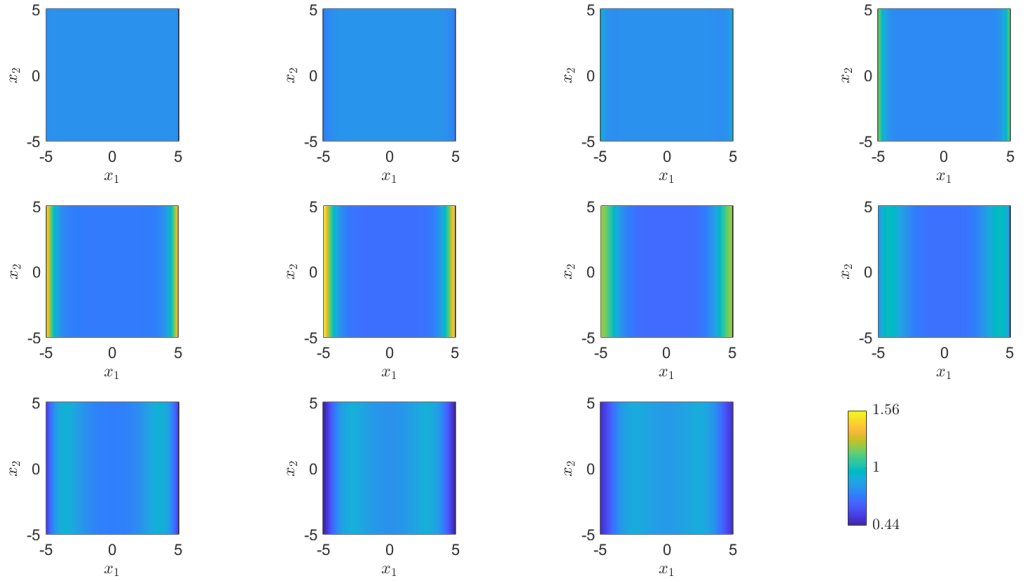 5 5 5 5
x2 0 x2 0 x2 0 x2 0
-5 -5 -5 -5
-5 0 5 -5 0 5 -5 0 5 -5 0 5
x1 x1 x1 x1
5 5 5 5
x2 0 x2 0 x2 0 x2 0
-5 -5 -5 -5
-5 0 5 -5 0 5 -5 0 5 -5 0 5
x1 x1 x1 x1
5 5 5 1.56
x2 0 x2 0 x2 0 1
-5 -5 -5 0.44
-5 0 5 -5 0 5 -5 0 5
x1 x1 x1